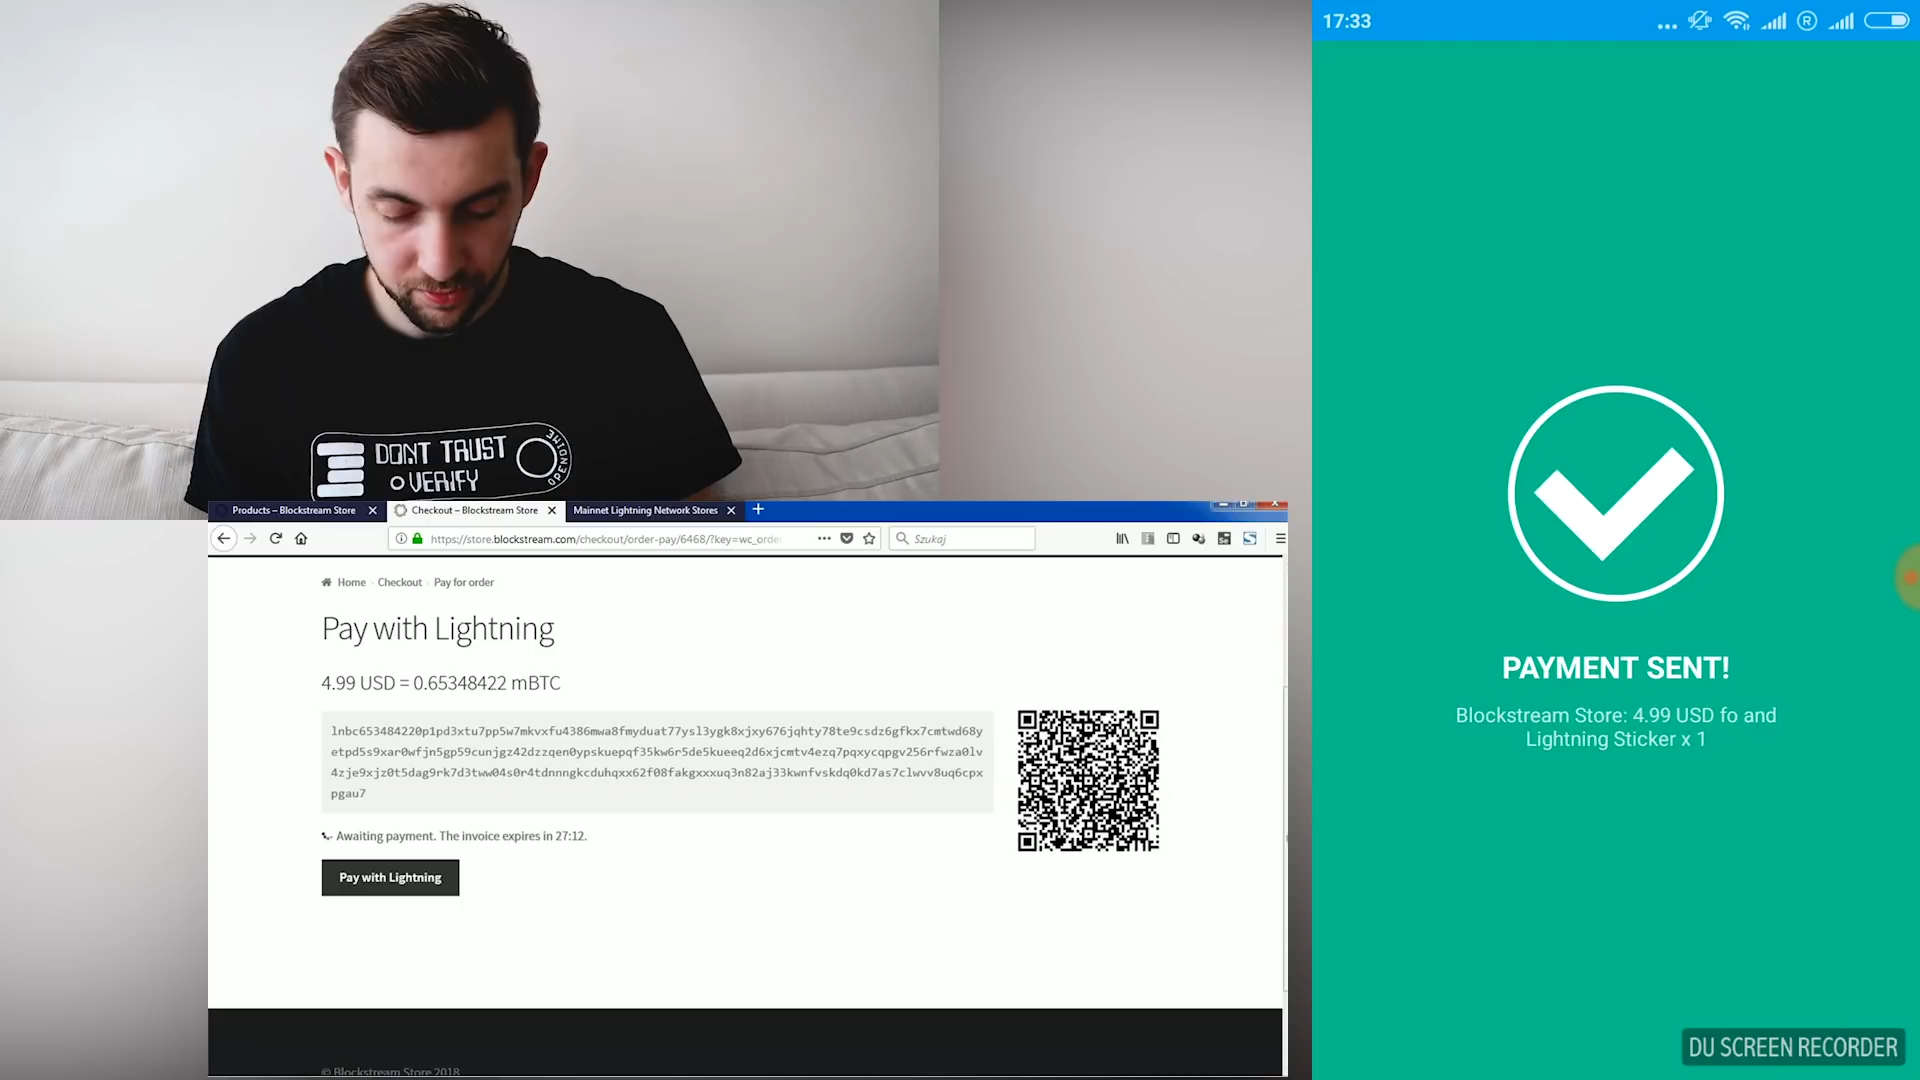 DONT TRUST
VERIFY
OPENDIME
Products – Blockstream Store
Checkout – Blockstream Store
Mainnet Lightning Network Stores
https://store.blockstream.com/checkout/order-pay/6468/?key=wc_orde
Szukaj
Home
Checkout
Pay for order
Pay with Lightning
4.99 USD = 0.65348422 mBTC
lnbc653484220p1pd3xtu7pp5w7mkvxfu4386mwa8fmyduat77ysl3ygk8xjxy676jqhty78te9csdz6gfkx7cmtwd68y
etpd5s9xar0wfjn5gp59cunjgz42dzzqen0ypskuepqf35kw6r5de5kueeq2d6xjcmtv4ezq7pqxycqpgv256rfwza0lv
4zje9xjz0t5dag9rk7d3tww04s0r4tdnnngkcduhqxx62f08fakgxxxuq3n82aj33kwnfvskdq0kd7as7clwvv8uq6cpx
pgau7
Awaiting payment. The invoice expires in 27:12.
Pay with Lightning
© Blockstream Store 2018
17:33
PAYMENT SENT!
Blockstream Store: 4.99 USD fo and
Lightning Sticker x 1
DU SCREEN RECORDER